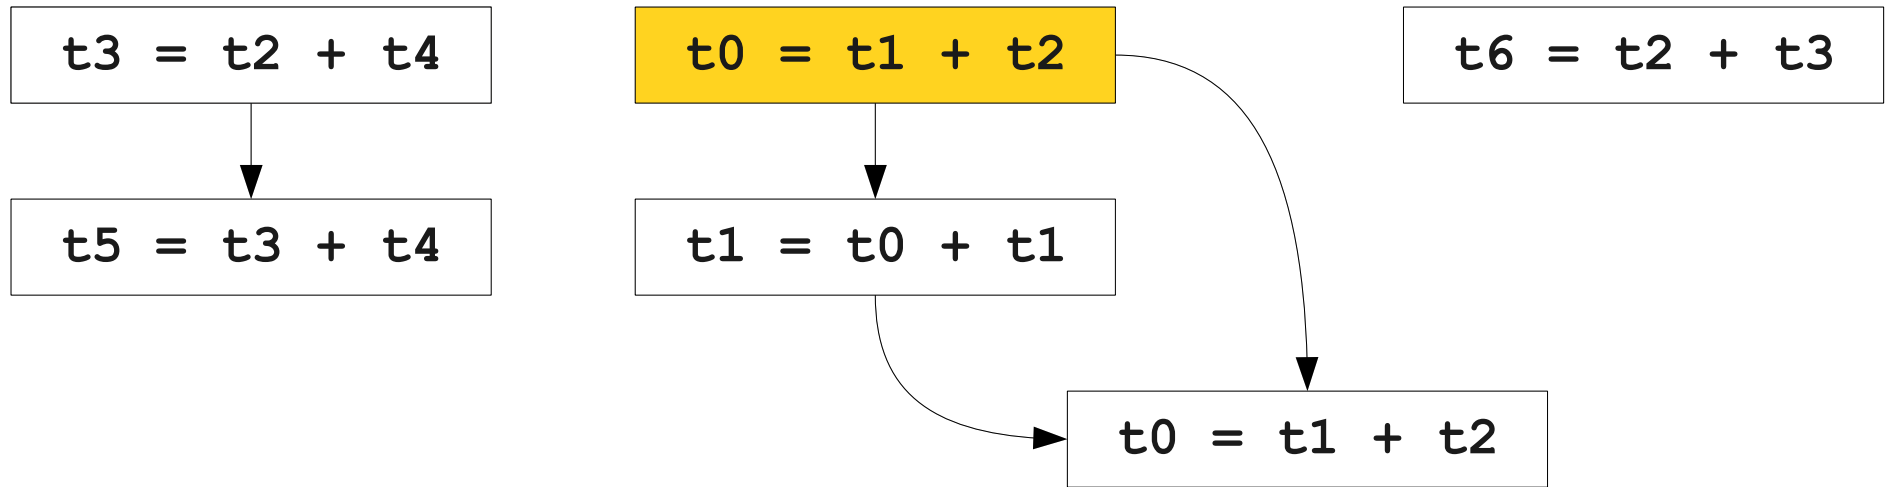 t3 = t2 + t4
t0 = t1 + t2
t6 = t2 + t3
t5 = t3 + t4
t1 = t0 + t1
t0 = t1 + t2